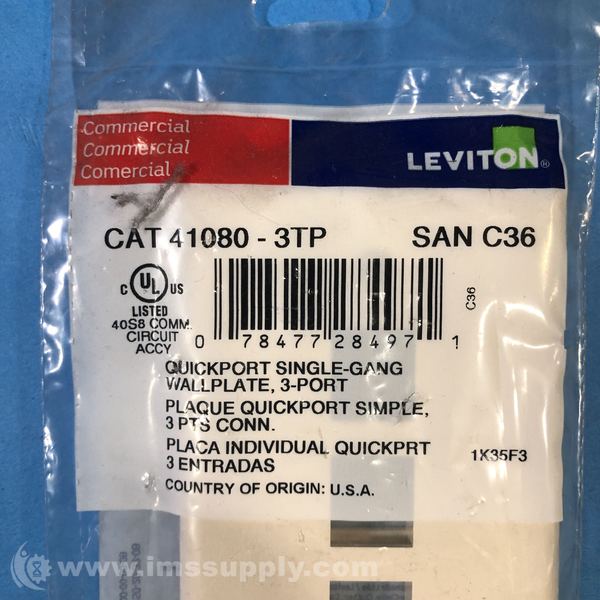 Commercial
Commercial
Comercial
LEVITON®
CAT 41080 - 3TP SAN C36
C UL US
LISTED
40S8 COMM.
CIRCUIT
ACCY
C36
0 78477 28497 1
QUICKPORT SINGLE-GANG
WALLPLATE, 3-PORT
PLAQUE QUICKPORT SIMPLE,
3 PTS CONN.
PLACA INDIVIDUAL QUICKPRT
3 ENTRADAS
1X35F3
COUNTRY OF ORIGIN: U.S.A.
www.imssupply.com